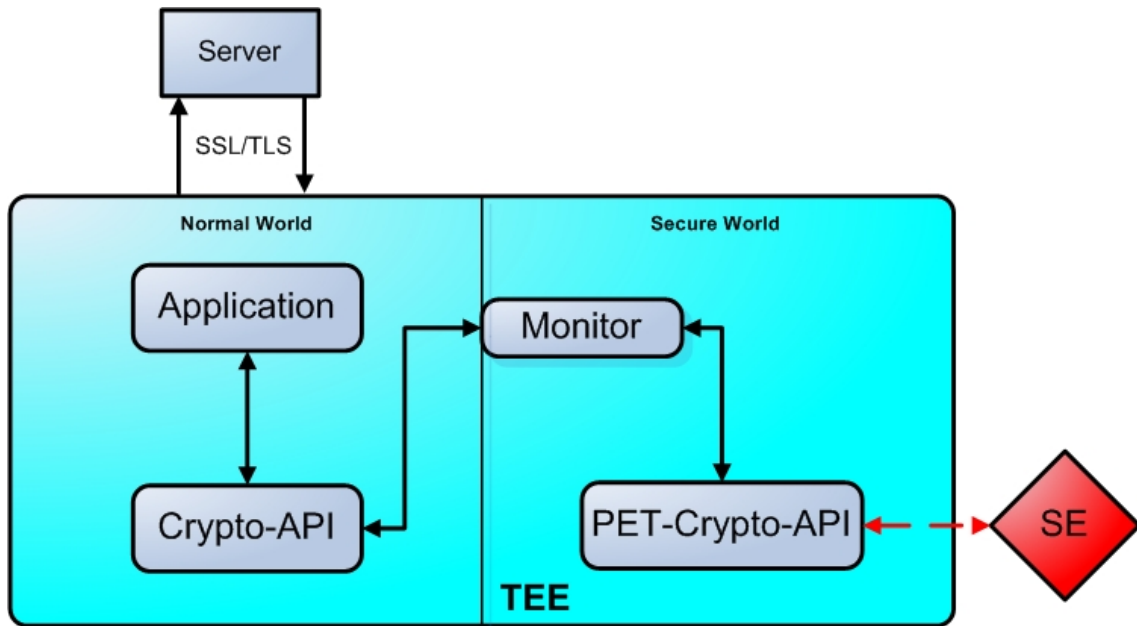 Server
SSL/TLS
Normal World
Secure World
Application
Monitor
Crypto-API
PET-Crypto-API
SE
TEE